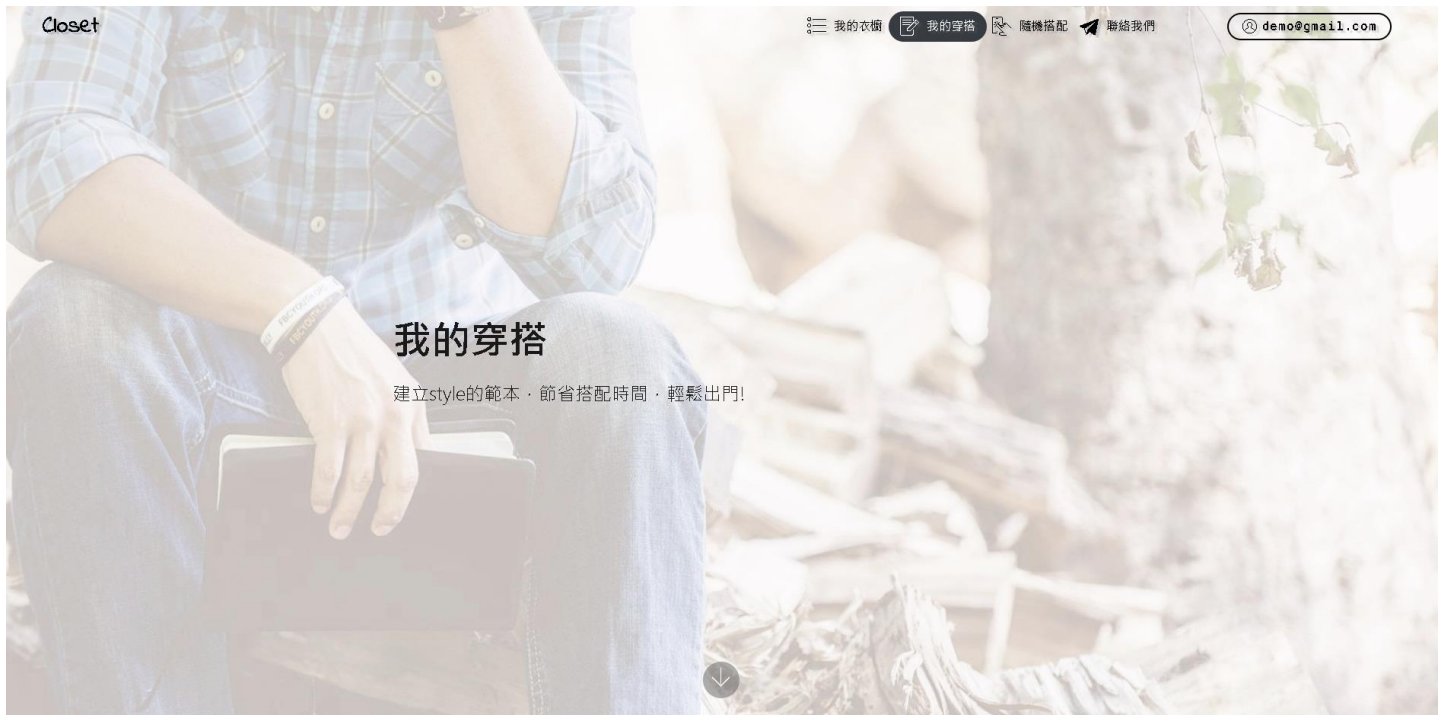 Closet
我的衣櫥
我的穿搭
隨機搭配
聯絡我們
demo@gmail.com
我的穿搭
建立style的範本，節省搭配時間，輕鬆出門!